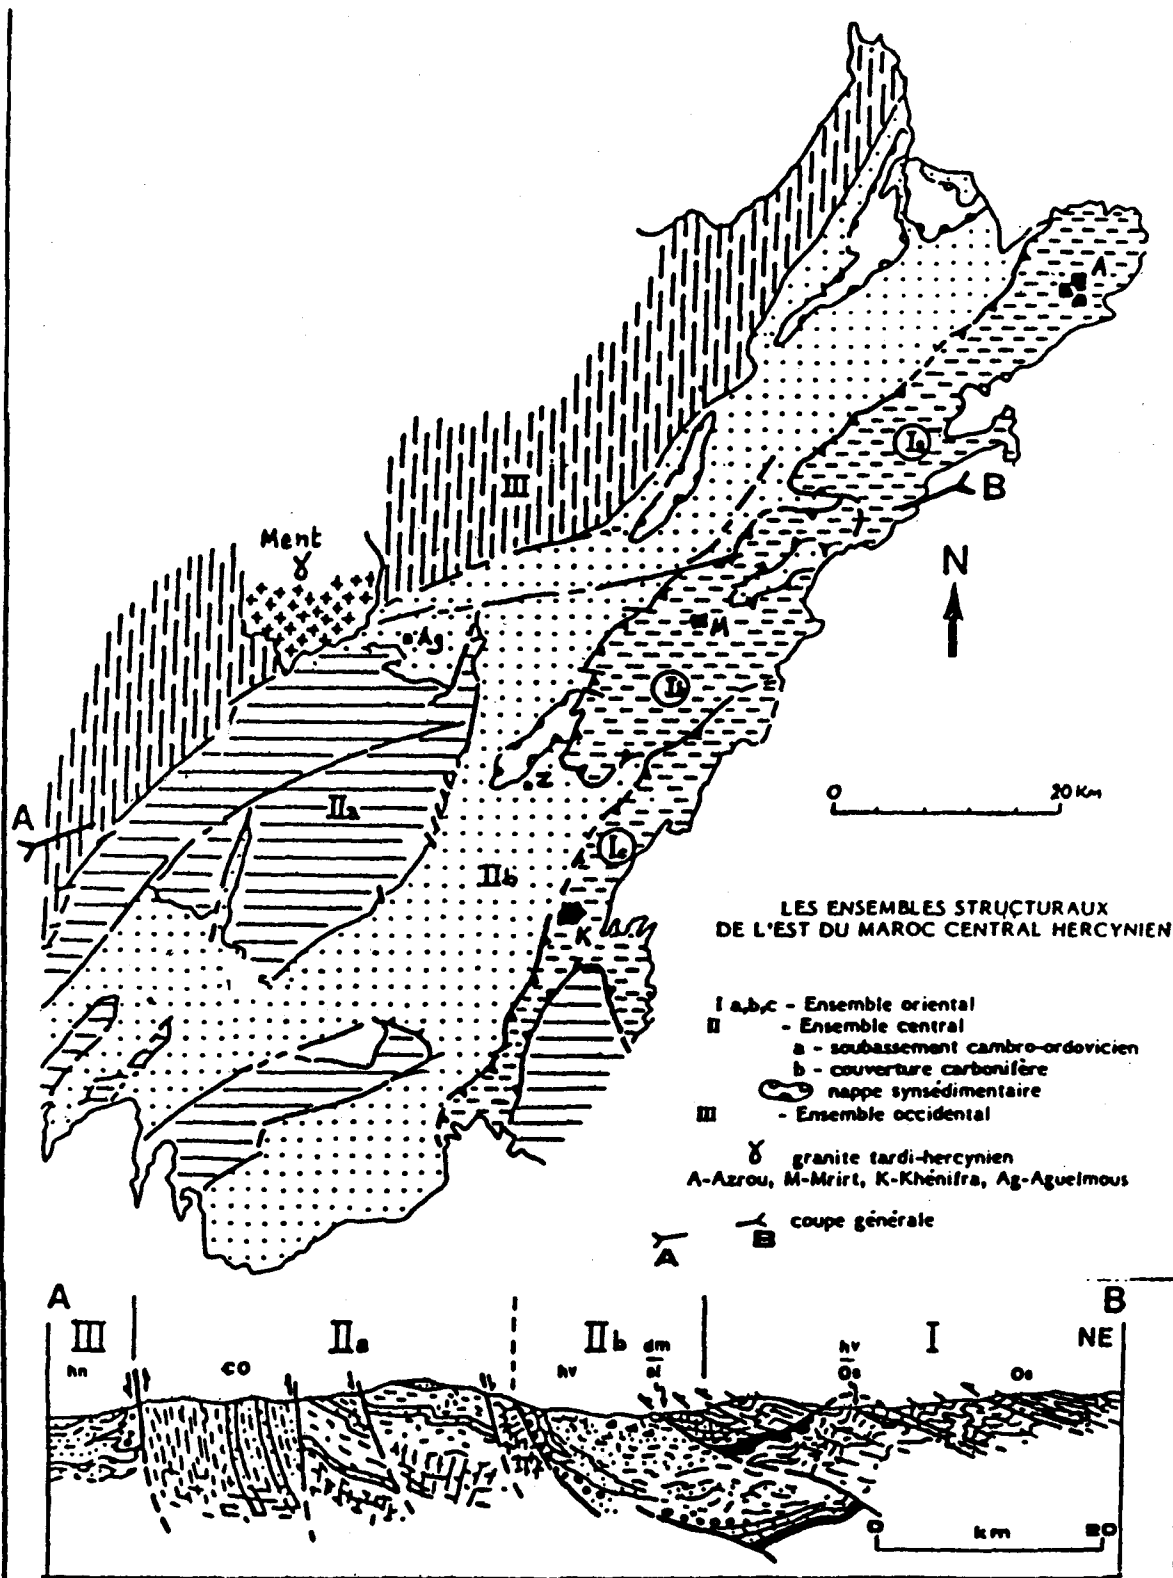 A
Ia
III
B
Ment
γ
N
Ag
M
Ib
Z
0 20 Km
IIa
A
Ic
IIb
K
LES ENSEMBLES STRUCTURAUX
DE L'EST DU MAROC CENTRAL HERCYNIEN
I a,b,c - Ensemble oriental
II - Ensemble central
a - soubassement cambro-ordovicien
b - couverture carbonifère
nappe synsédimentaire
III - Ensemble occidental
γ granite tardi-hercynien
A-Azrou, M-Mrirt, K-Khénifra, Ag-Aguelmous
coupe générale
A B
A B
III IIa IIb I NE
hn co hv dm hv Os
sl Os
0 km 20